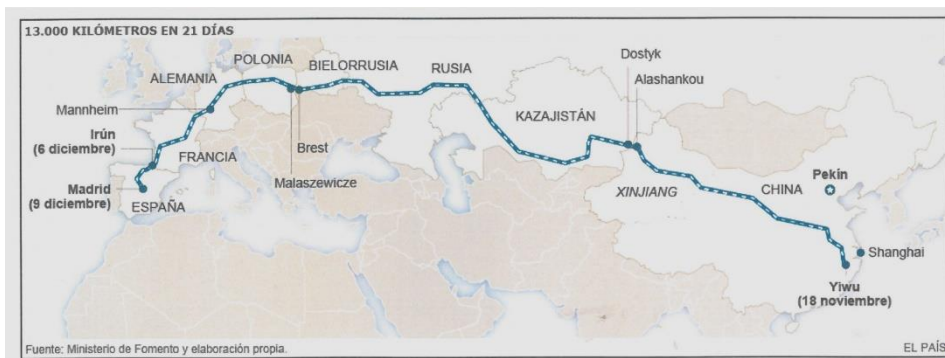 13.000 KILÓMETROS EN 21 DÍAS
Dostyk
POLONIA
BIELORRUSIA
RUSIA
Alashankou
ALEMANIA
Mannheim
KAZAJISTÁN
Irún
(6 diciembre)
FRANCIA
Brest
Malaszewicze
Madrid
(9 diciembre)
ESPAÑA
XINJIANG
CHINA
Pekín
Shanghai
Yiwu
(18 noviembre)
Fuente: Ministerio de Fomento y elaboración propia.
EL PAÍS